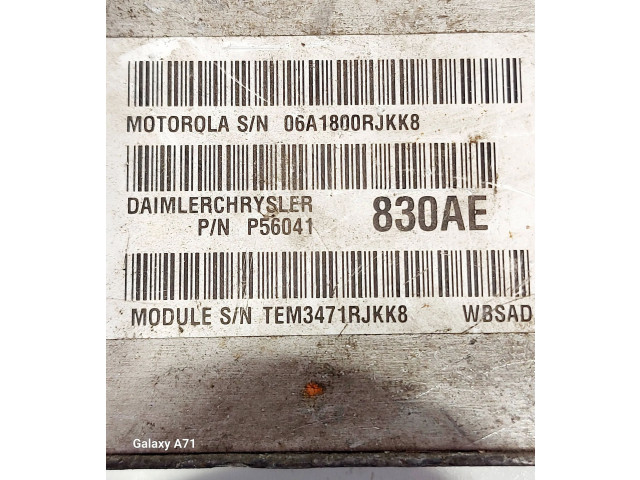 MOTOROLA S/N 06A1800RJKK8
DAIMLERCHRYSLER
P/N P56041 830AE
MODULE S/N TEM3471RJKK8 WBSAD
Galaxy A71